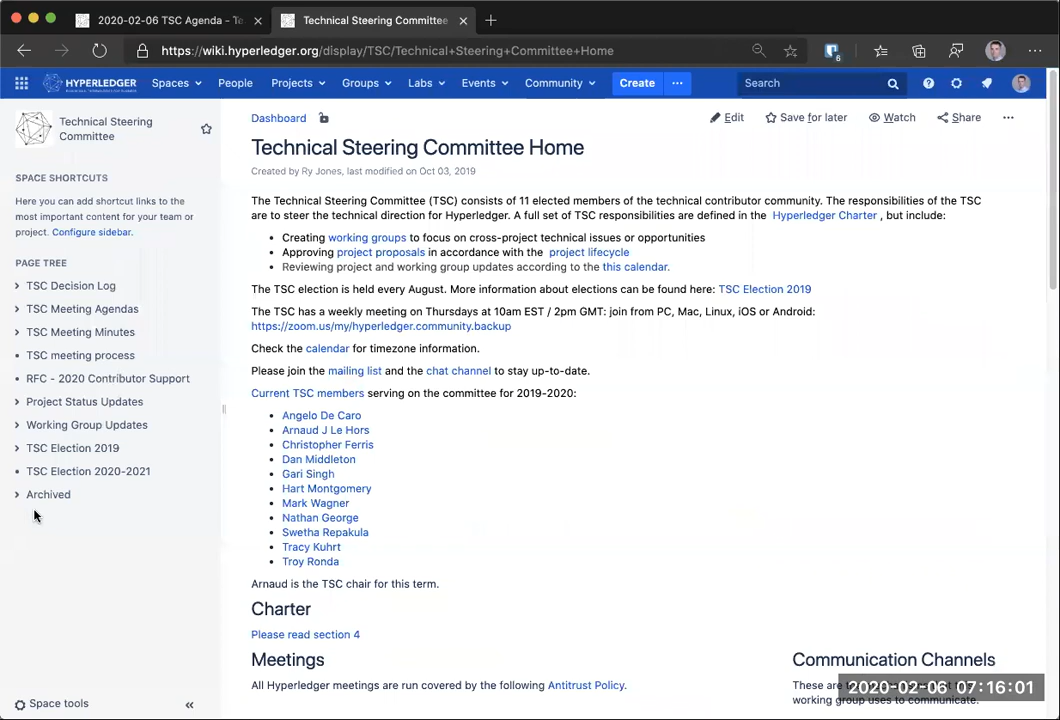 2020-02-06 TSC Agenda - Te
Technical Steering Committee
https://wiki.hyperledger.org/display/TSC/Technical+Steering+Committee+Home
6
HYPERLEDGER
Spaces People Projects Groups Labs Events Community Create Search
Technical Steering
Committee
SPACE SHORTCUTS
Here you can add shortcut links to the
most important content for your team or
project. Configure sidebar.
PAGE TREE
TSC Decision Log
TSC Meeting Agendas
TSC Meeting Minutes
TSC meeting process
RFC - 2020 Contributor Support
Project Status Updates
Working Group Updates
TSC Election 2019
TSC Election 2020-2021
Archived
Space tools
Dashboard
Edit Save for later Watch Share
Technical Steering Committee Home
Created by Ry Jones, last modified on Oct 03, 2019
The Technical Steering Committee (TSC) consists of 11 elected members of the technical contributor community. The responsibilities of the TSC
are to steer the technical direction for Hyperledger. A full set of TSC responsibilities are defined in the Hyperledger Charter , but include:
• Creating working groups to focus on cross-project technical issues or opportunities
• Approving project proposals in accordance with the project lifecycle
• Reviewing project and working group updates according to the this calendar.
The TSC election is held every August. More information about elections can be found here: TSC Election 2019
The TSC has a weekly meeting on Thursdays at 10am EST / 2pm GMT: join from PC, Mac, Linux, iOS or Android:
https://zoom.us/my/hyperledger.community.backup
Check the calendar for timezone information.
Please join the mailing list and the chat channel to stay up-to-date.
Current TSC members serving on the committee for 2019-2020:
• Angelo De Caro
• Arnaud J Le Hors
• Christopher Ferris
• Dan Middleton
• Gari Singh
• Hart Montgomery
• Mark Wagner
• Nathan George
• Swetha Repakula
• Tracy Kuhrt
• Troy Ronda
Arnaud is the TSC chair for this term.
Charter
Please read section 4
Meetings
All Hyperledger meetings are run covered by the following Antitrust Policy.
Communication Channels
These are
working group uses to communicate.
2020-02-06 07:16:01